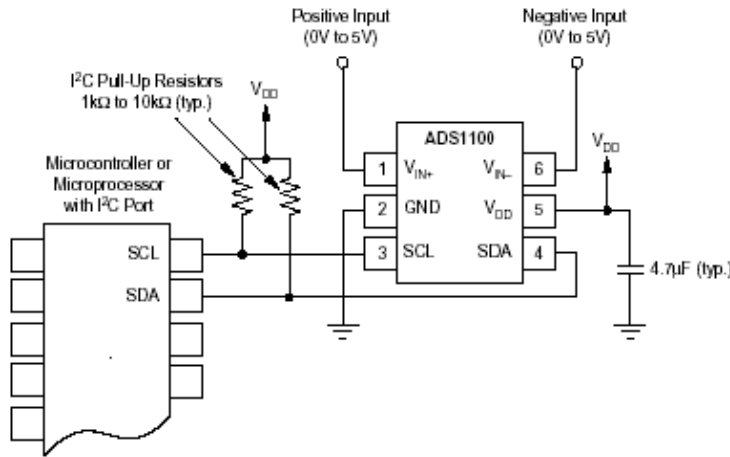 Positive Input
(0V to 5V)
Negative Input
(0V to 5V)
I²C Pull-Up Resistors
1kΩ to 10kΩ (typ.)
V_DD
Microcontroller or
Microprocessor
with I²C Port
SCL
SDA
ADS1100
1 V_IN+ V_IN– 6
2 GND V_DD 5
3 SCL SDA 4
V_DD
4.7µF (typ.)